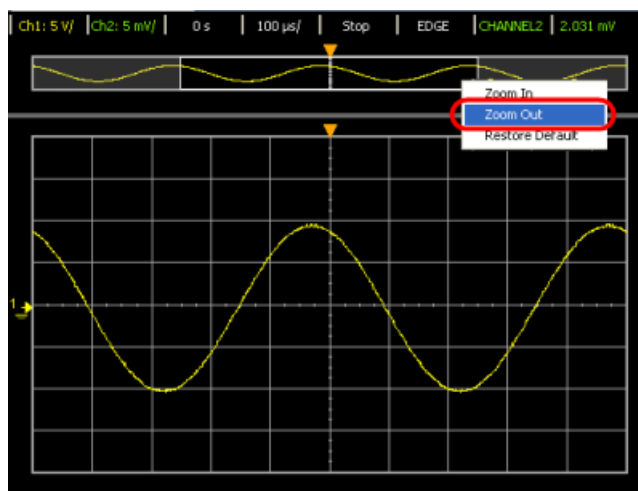 Ch1: 5 V/ Ch2: 5 mV/ 0 s 100 µs/ Stop EDGE CHANNEL2 2.031 mV
Zoom In
Zoom Out
Restore Default
1